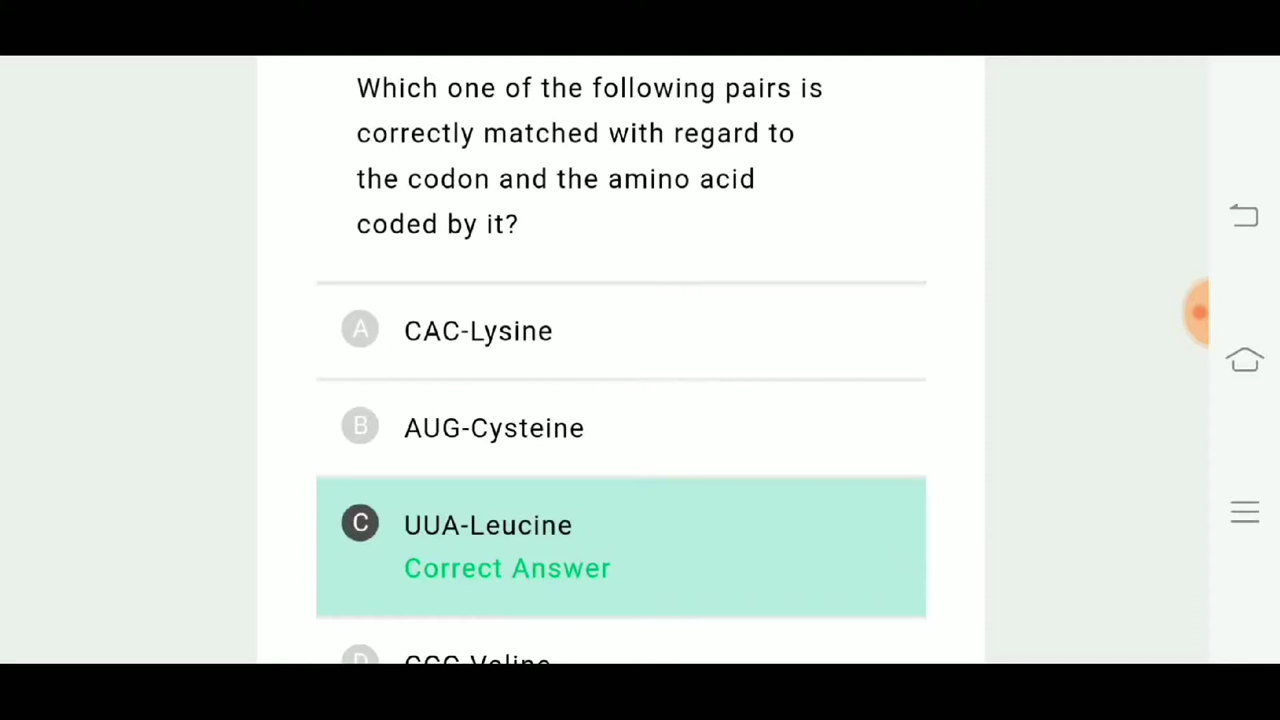 Which one of the following pairs is
correctly matched with regard to
the codon and the amino acid
coded by it?
A CAC-Lysine
B AUG-Cysteine
C UUA-Leucine
Correct Answer
D